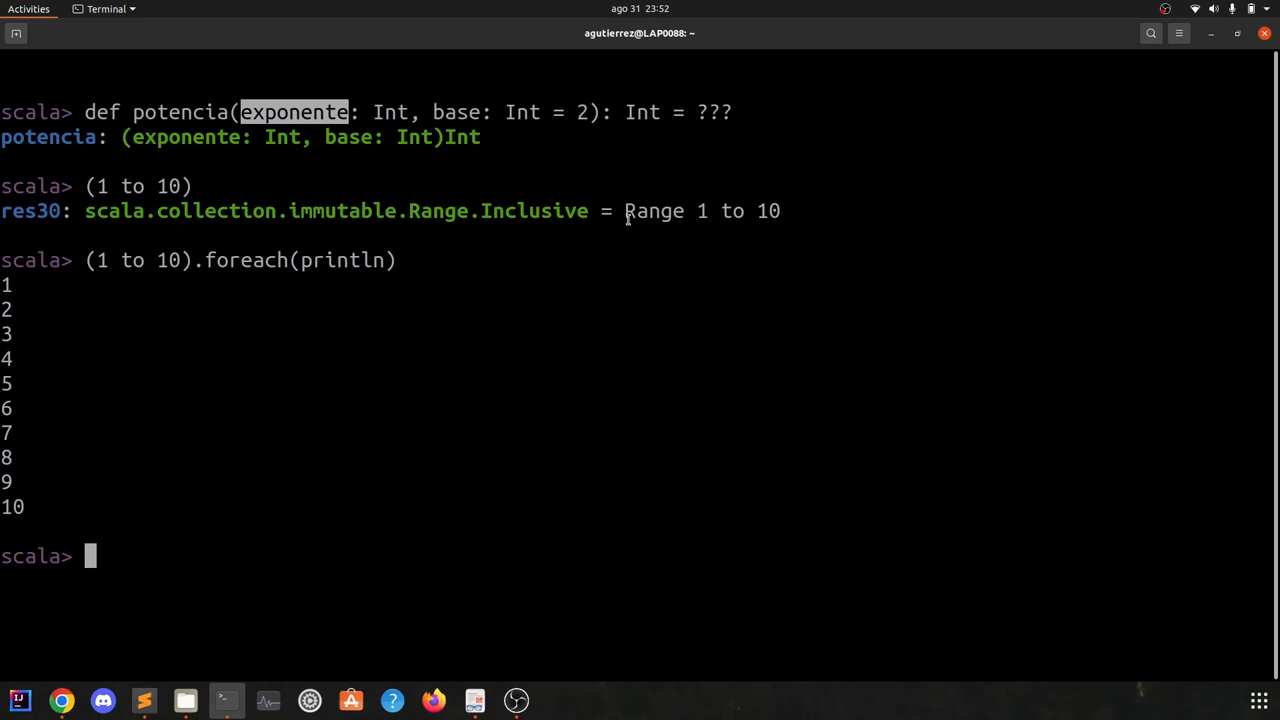 Activities
Terminal
ago 31 23:52
agutierrez@LAP0088: ~
scala> def potencia(exponente: Int, base: Int = 2): Int = ???
potencia: (exponente: Int, base: Int)Int
scala> (1 to 10)
res30: scala.collection.immutable.Range.Inclusive = Range 1 to 10
scala> (1 to 10).foreach(println)
1
2
3
4
5
6
7
8
9
10
scala>